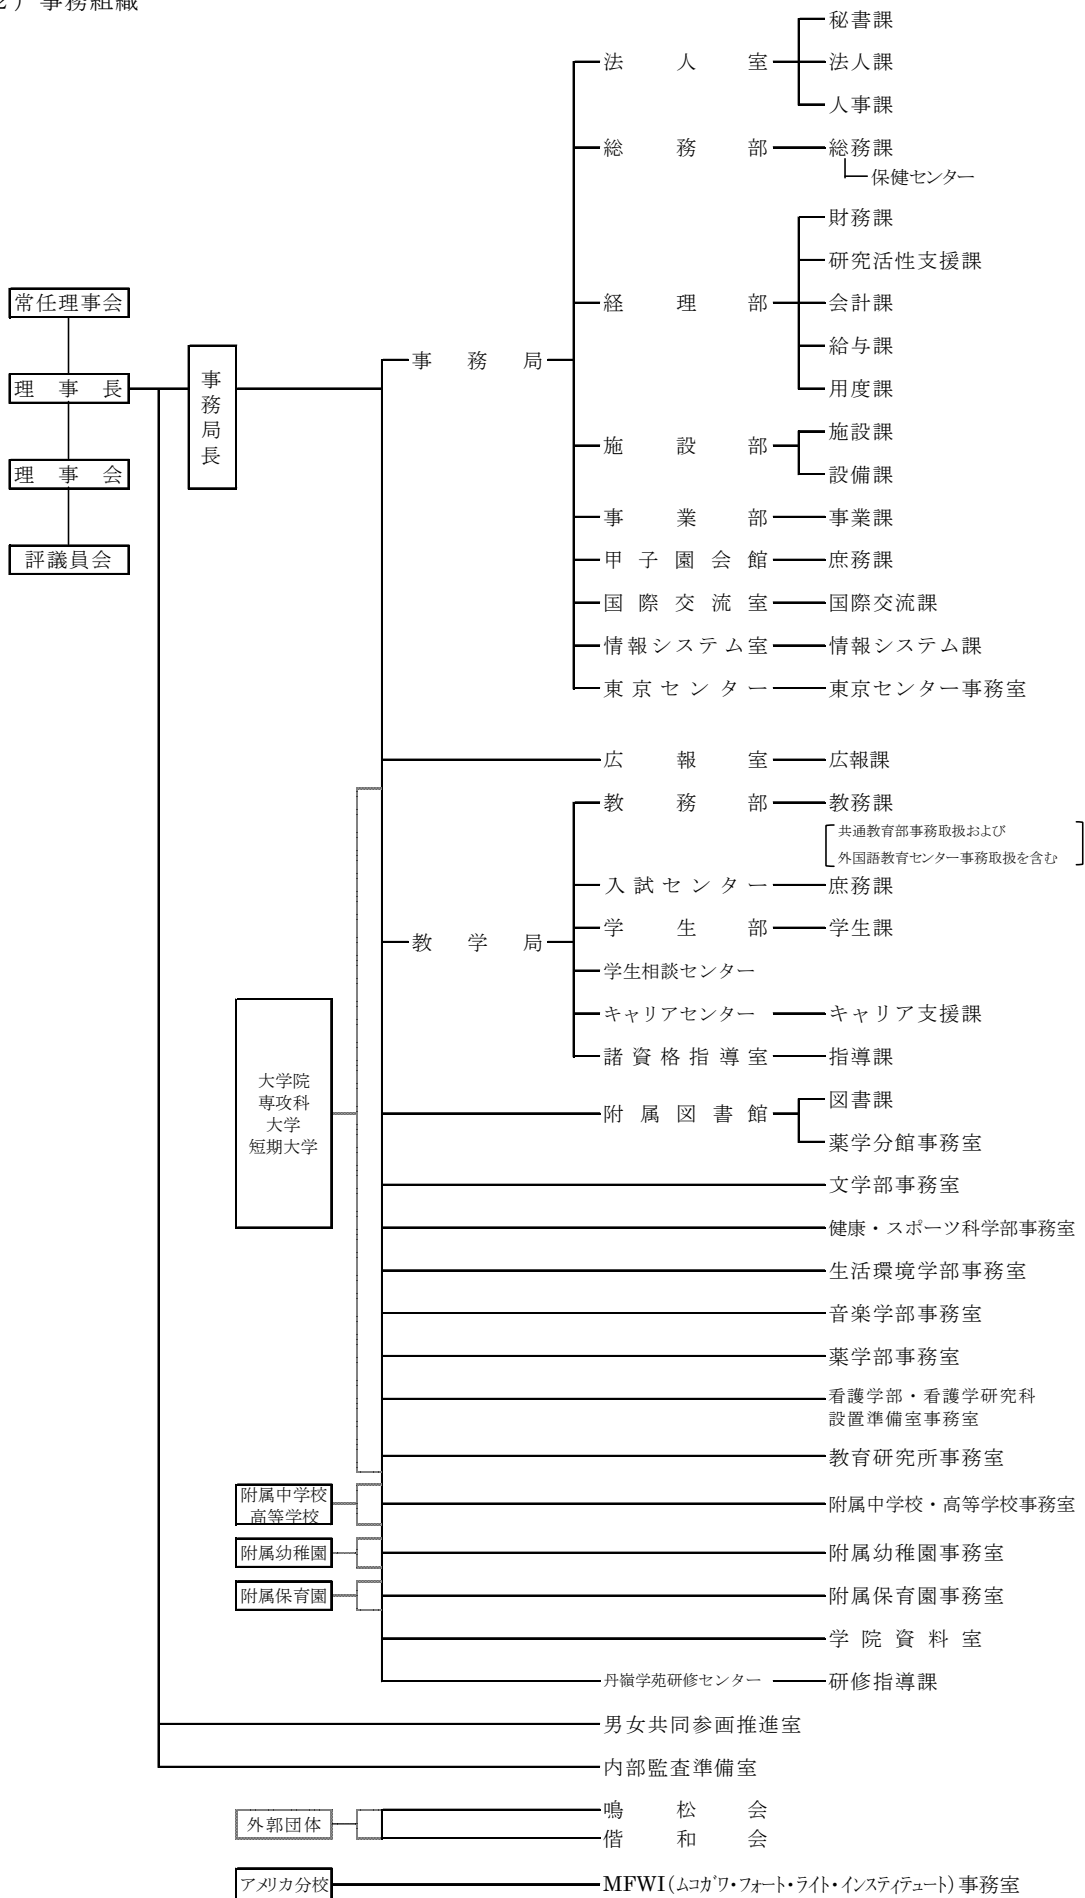 ２）事務組織
秘書課
法人室
法人課
人事課
総務部
総務課
保健センター
財務課
研究活性支援課
常任理事会
経理部
会計課
給与課
事務局
理事長
事務局長
用度課
施設課
施設部
理事会
設備課
事業部
事業課
評議員会
甲子園会館
庶務課
国際交流室
国際交流課
情報システム室
情報システム課
東京センター
東京センター事務室
広報室
広報課
教務部
教務課
共通教育部事務取扱および
外国語教育センター事務取扱を含む
入試センター
庶務課
学生部
学生課
教学局
学生相談センター
キャリアセンター
キャリア支援課
諸資格指導室
指導課
大学院
専攻科
大学
短期大学
図書課
附属図書館
薬学分館事務室
文学部事務室
健康・スポーツ科学部事務室
生活環境学部事務室
音楽学部事務室
薬学部事務室
看護学部・看護学研究科
設置準備室事務室
教育研究所事務室
附属中学校
高等学校
附属中学校・高等学校事務室
附属幼稚園
附属幼稚園事務室
附属保育園
附属保育園事務室
学院資料室
丹嶺学苑研修センター
研修指導課
男女共同参画推進室
内部監査準備室
外郭団体
鳴松会
偕和会
アメリカ分校
MFWI（ムコガワ・フォート・ライト・インスティテュート）事務室